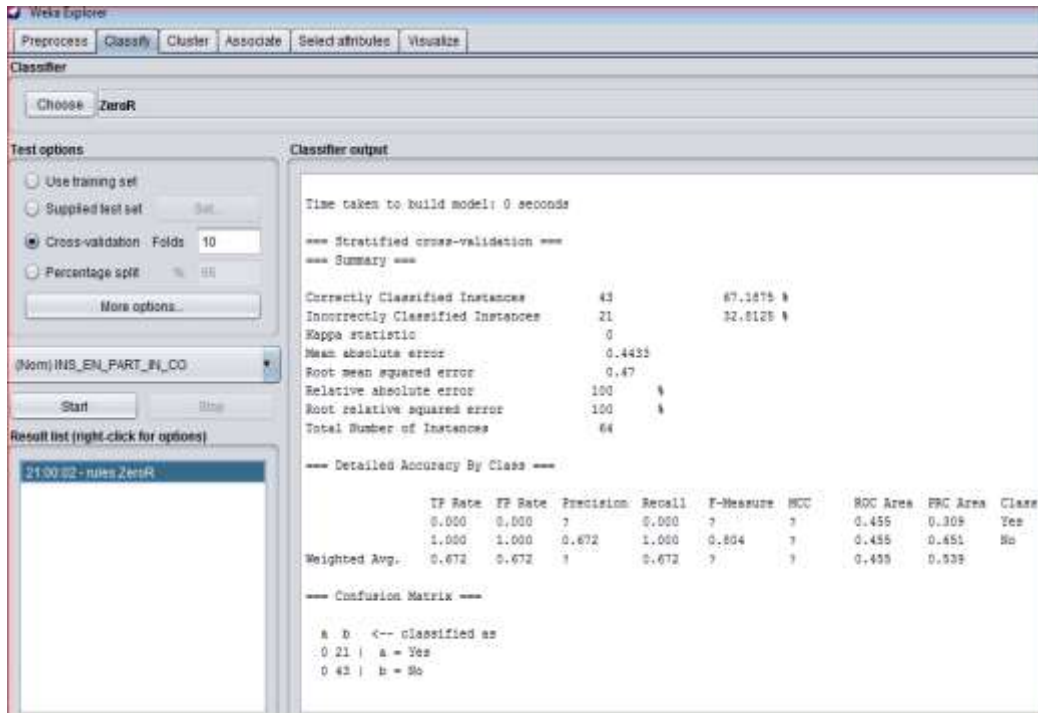 Weka Explorer
Preprocess Classify Cluster Associate Select attributes Visualize
Classifier
Choose ZeroR
Test options
Use training set
Supplied test set Set...
Cross-validation Folds 10
Percentage split % 66
More options...
(Nom) INS_EN_PART_IN_CO
Start Stop
Result list (right-click for options)
21:00:02 - rules.ZeroR
Classifier output
Time taken to build model: 0 seconds
=== Stratified cross-validation ===
=== Summary ===
Correctly Classified Instances 43 67.1875 %
Incorrectly Classified Instances 21 32.8125 %
Kappa statistic 0
Mean absolute error 0.4433
Root mean squared error 0.47
Relative absolute error 100 %
Root relative squared error 100 %
Total Number of Instances 64
=== Detailed Accuracy By Class ===
TP Rate FP Rate Precision Recall F-Measure MCC ROC Area PRC Area Class
0.000 0.000 ? 0.000 ? ? 0.455 0.309 Yes
1.000 1.000 0.672 1.000 0.804 ? 0.455 0.651 No
Weighted Avg. 0.672 0.672 ? 0.672 ? ? 0.455 0.539
=== Confusion Matrix ===
a b <-- classified as
0 21 | a = Yes
0 43 | b = No